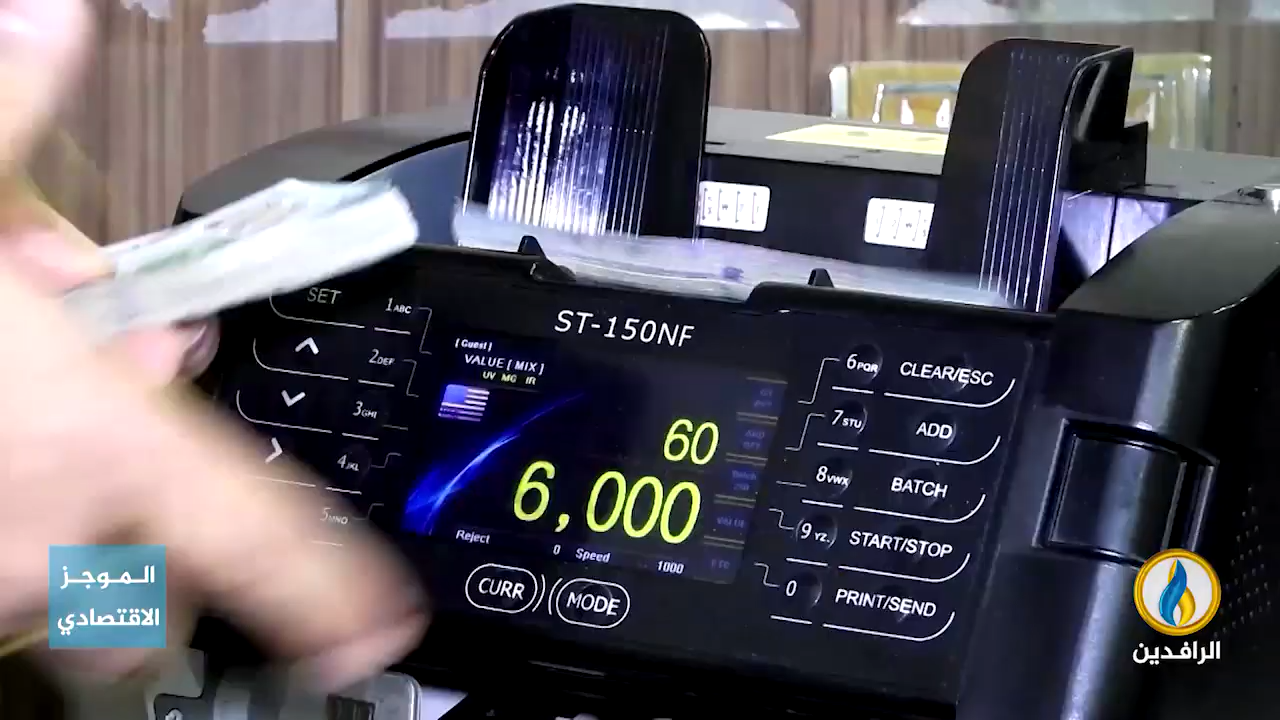 ST-150NF
SET
1ABC
2DEF
3GHI
4JKL
5MNO
[Guest]
VALUE [ MIX ]
UV MG IR
60
6,000
Reject 0 Speed 1000
CURR
MODE
6PQR CLEAR/ESC
7STU ADD
8VWX BATCH
9YZ. START/STOP
0 PRINT/SEND
الموجز
الاقتصادي
الرافدين